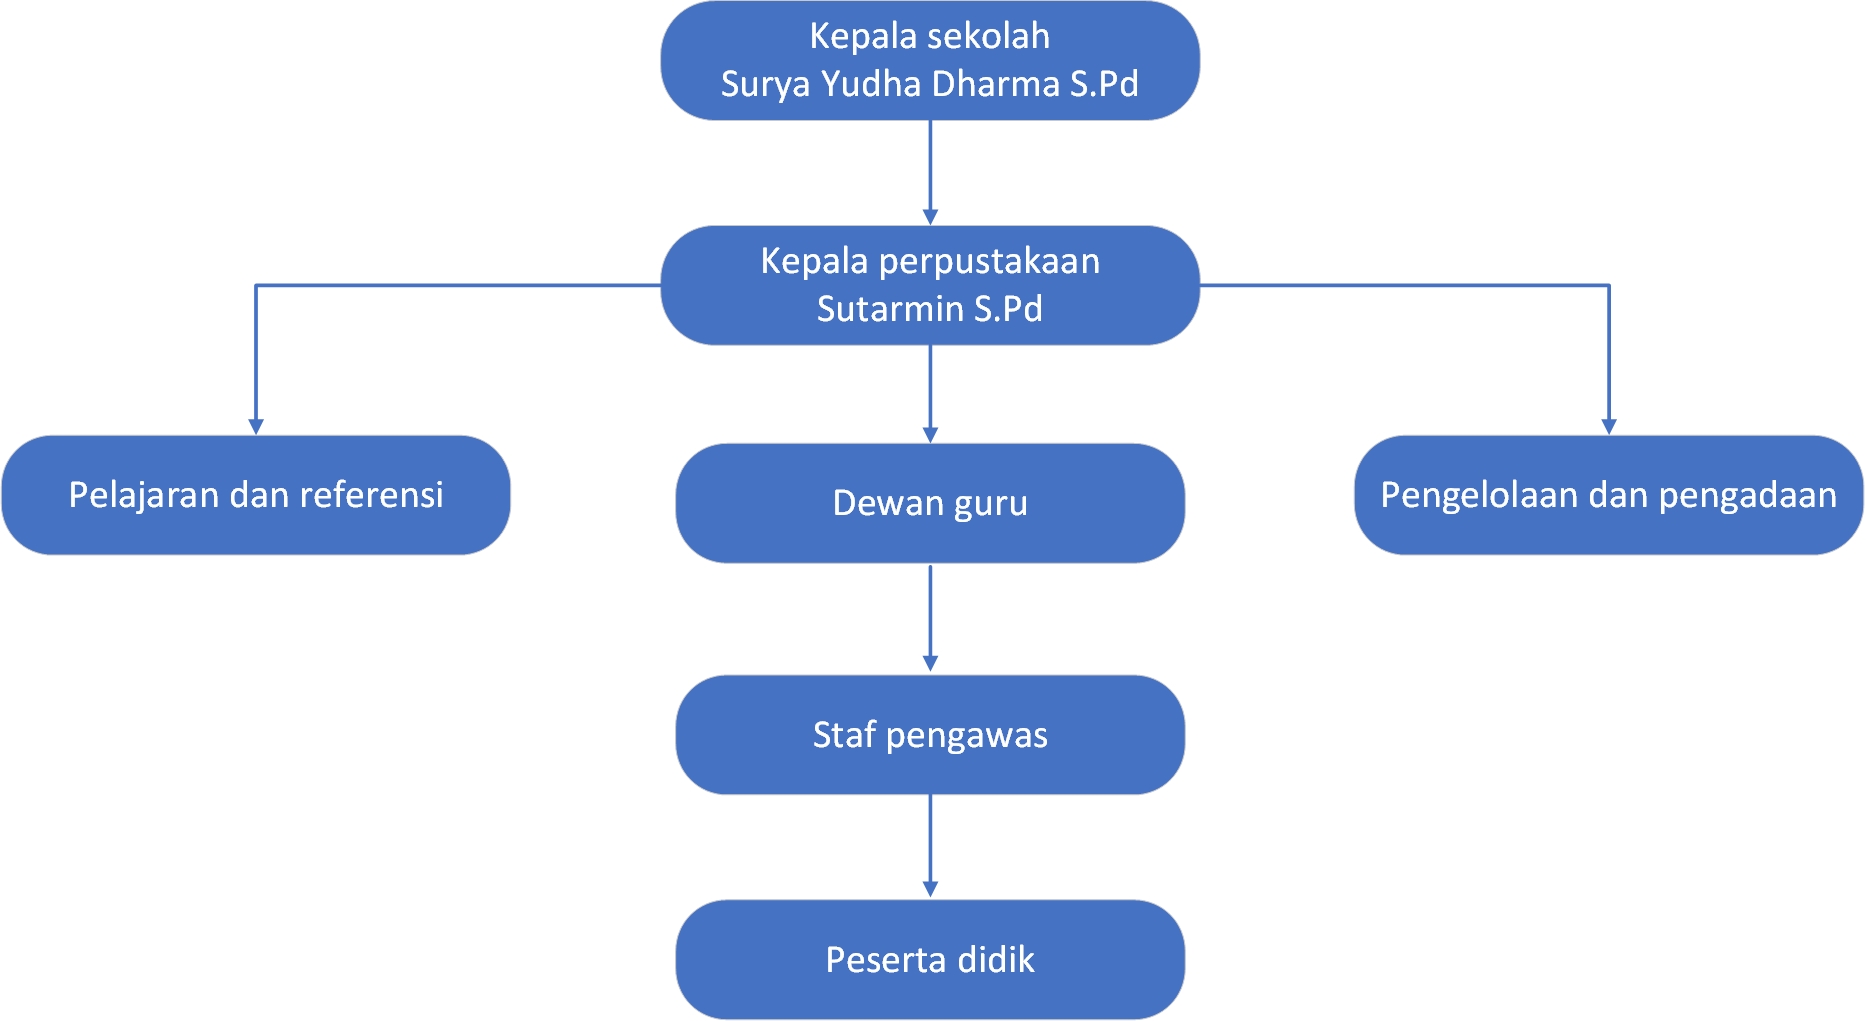 Kepala sekolah
Surya Yudha Dharma S.Pd
Kepala perpustakaan
Sutarmin S.Pd
Pelajaran dan referensi
Dewan guru
Pengelolaan dan pengadaan
Staf pengawas
Peserta didik